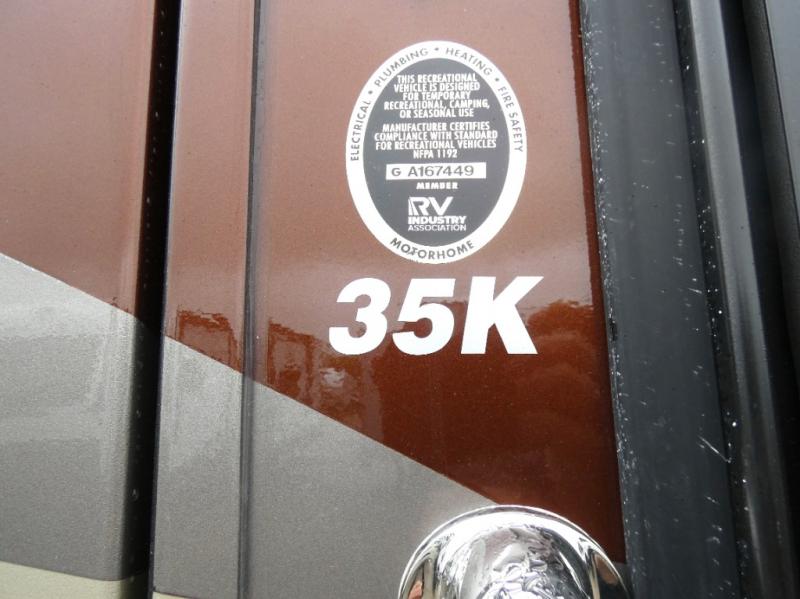 ELECTRICAL • PLUMBING • HEATING • FIRE SAFETY
THIS RECREATIONAL
VEHICLE IS DESIGNED
FOR TEMPORARY
RECREATIONAL, CAMPING,
OR SEASONAL USE
MANUFACTURER CERTIFIES
COMPLIANCE WITH STANDARD
FOR RECREATIONAL VEHICLES
NFPA 1192
G A167449
MEMBER
RV
INDUSTRY
ASSOCIATION
MOTORHOME
35K